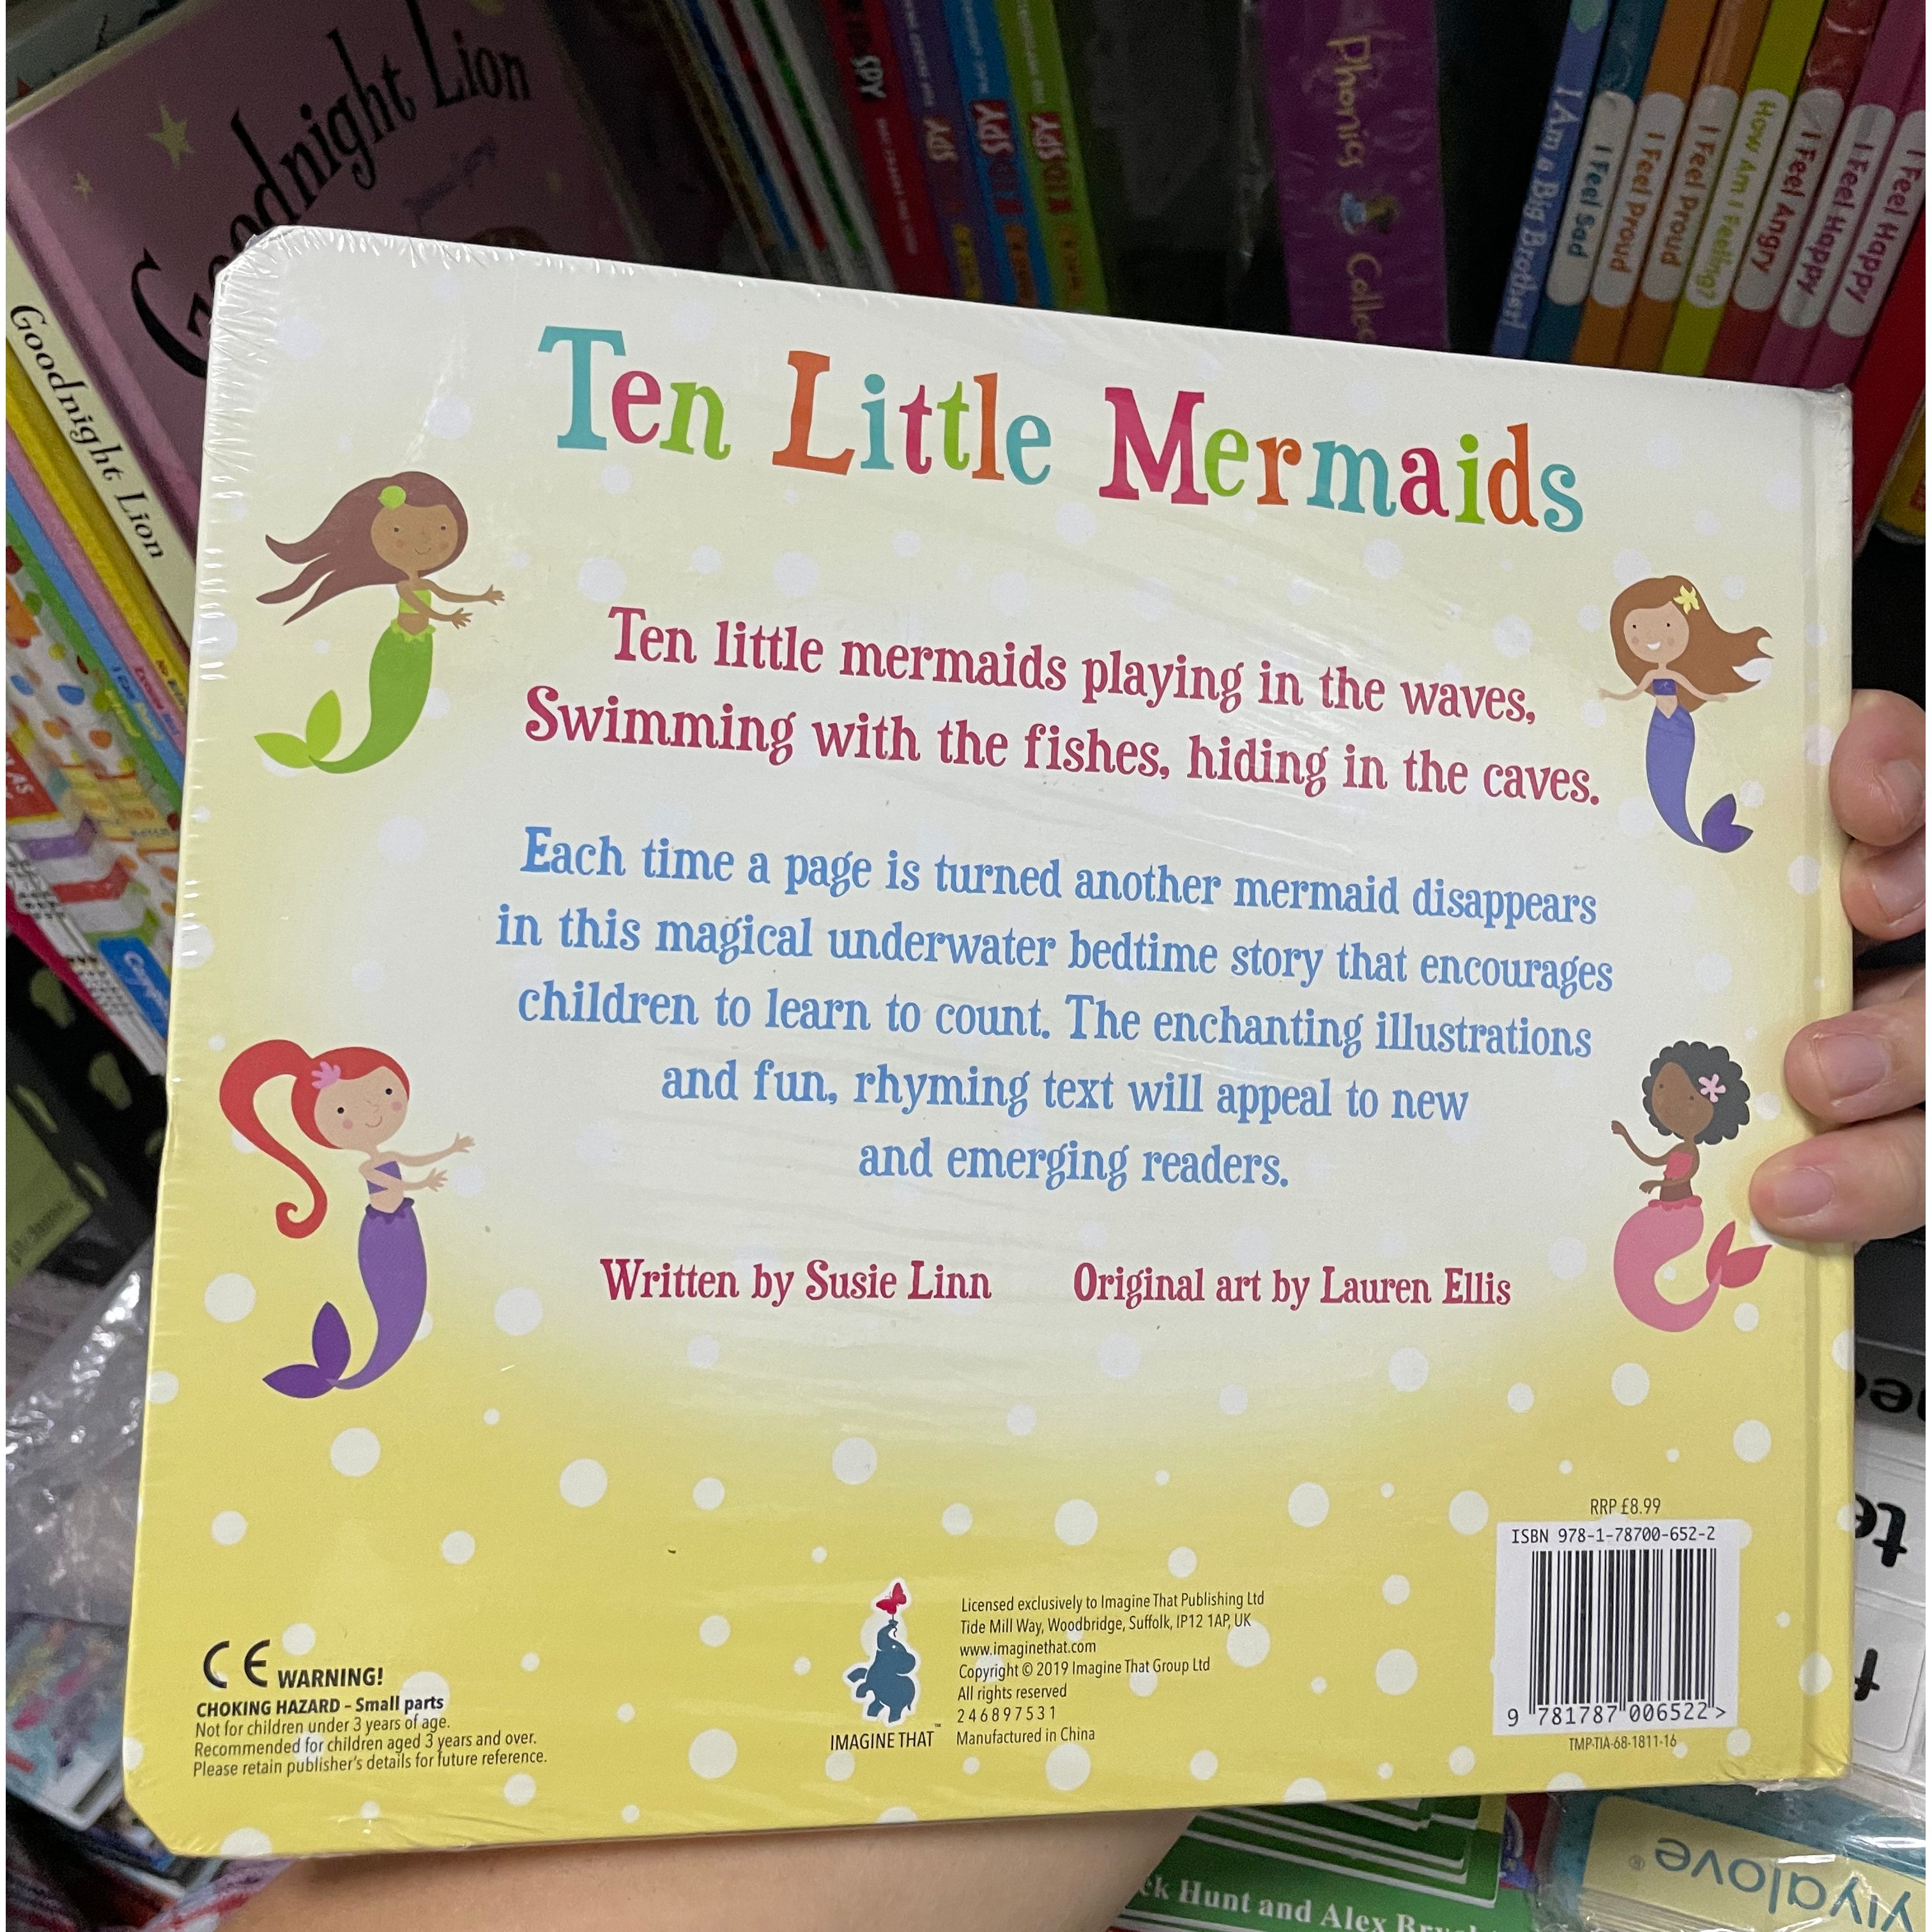 Goodnight Lion
Goodnight Lion
SPY
Phonics
I Am a Big Brother!
I Feel Sad
I Feel Proud
I Feel Proud
How Am I Feeling?
I Feel Angry
I Feel Happy
I Feel Happy
Ten Little Mermaids
Ten little mermaids playing in the waves,
Swimming with the fishes, hiding in the caves.
Each time a page is turned another mermaid disappears
in this magical underwater bedtime story that encourages
children to learn to count. The enchanting illustrations
and fun, rhyming text will appeal to new
and emerging readers.
Written by Susie Linn
Original art by Lauren Ellis
RRP £8.99
ISBN 978-1-78700-652-2
9 781787 006522 >
TMP-TIA-68-1811-16
CE WARNING!
CHOKING HAZARD – Small parts
Not for children under 3 years of age.
Recommended for children aged 3 years and over.
Please retain publisher's details for future reference.
IMAGINE THAT™
Licensed exclusively to Imagine That Publishing Ltd
Tide Mill Way, Woodbridge, Suffolk, IP12 1AP, UK
www.imaginethat.com
Copyright © 2019 Imagine That Group Ltd
All rights reserved
2 4 6 8 9 7 5 3 1
Manufactured in China
Hunt and Alex
yiyalove®